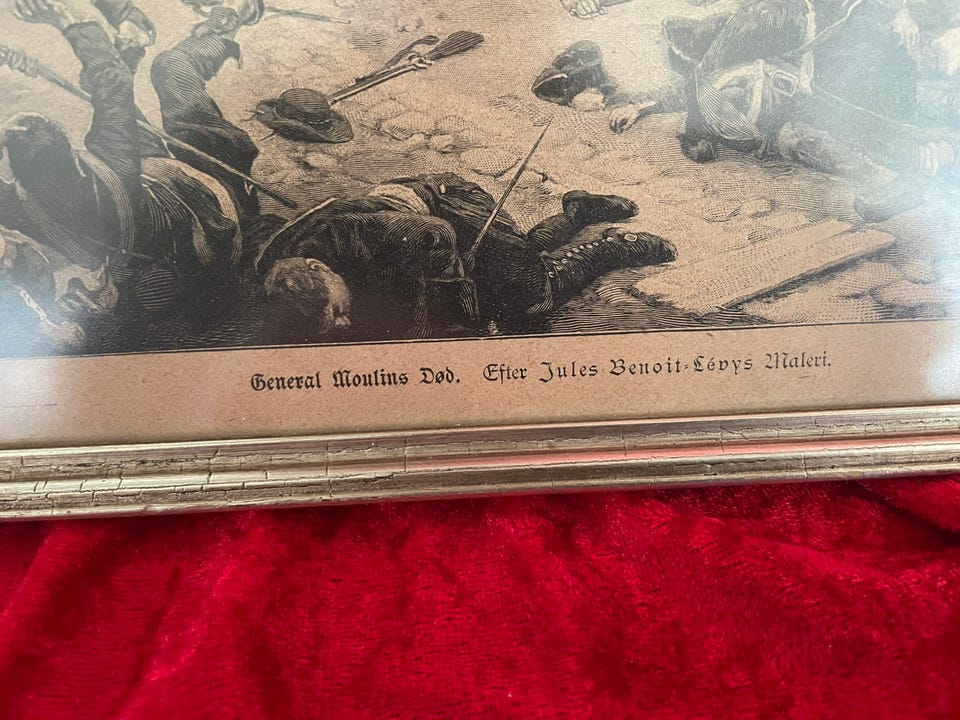 General Moulins Død. Efter Jules Benoit-Lévys Maleri.